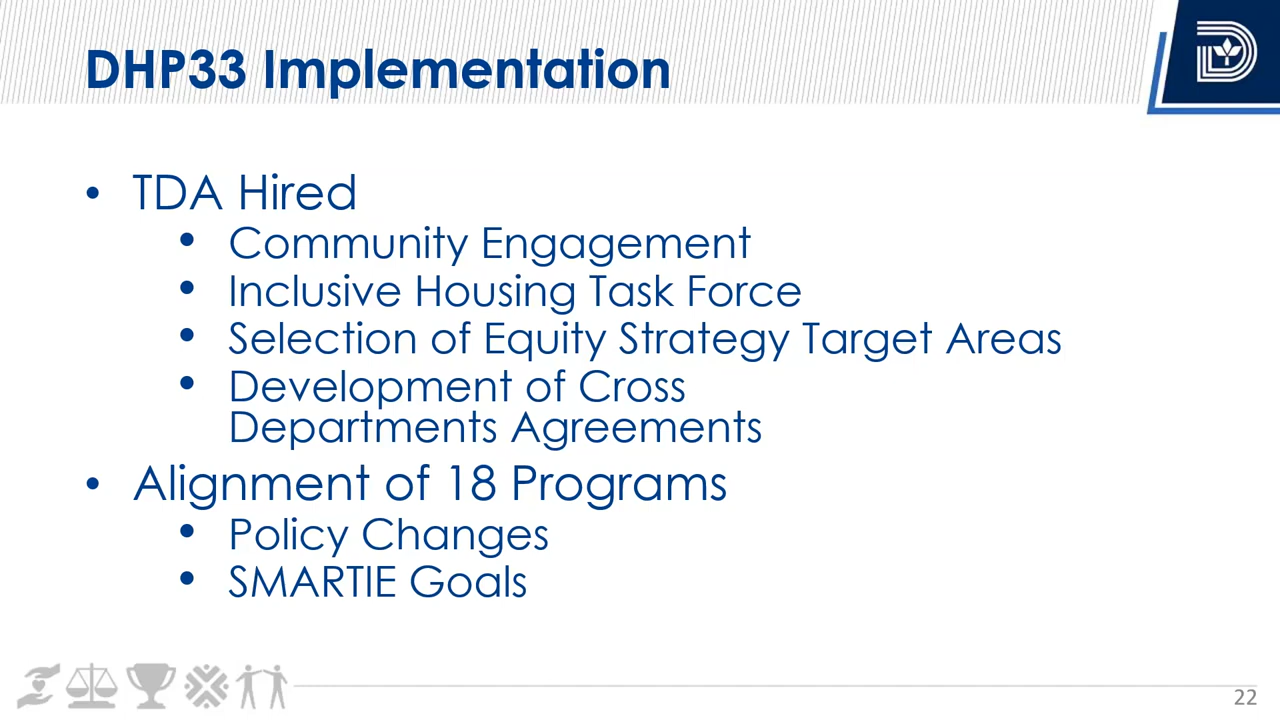 DHP33 Implementation
• TDA Hired
• Community Engagement
• Inclusive Housing Task Force
• Selection of Equity Strategy Target Areas
• Development of Cross
Departments Agreements
• Alignment of 18 Programs
• Policy Changes
• SMARTIE Goals
22